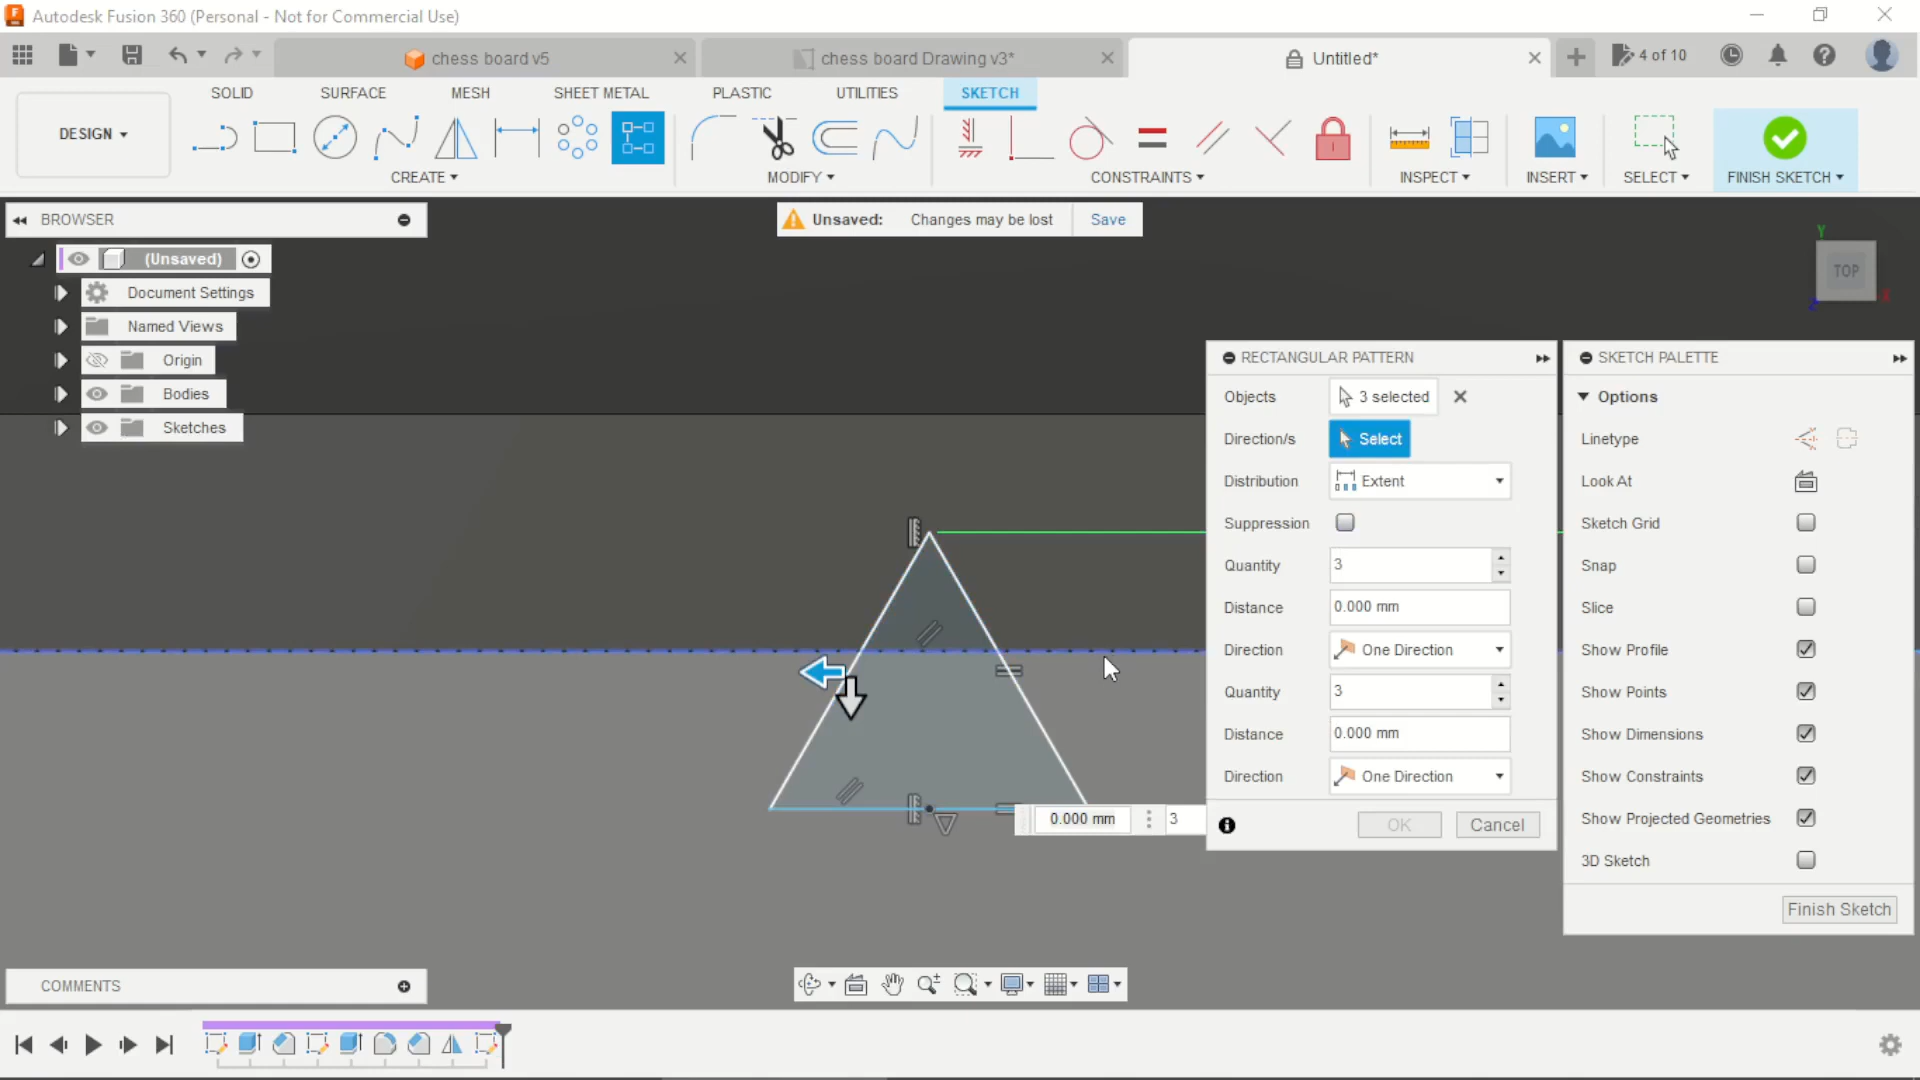 Autodesk Fusion 360 (Personal - Not for Commercial Use)
chess board v5
chess board Drawing v3*
Untitled*
4 of 10
DESIGN
SOLID
SURFACE
MESH
SHEET METAL
PLASTIC
UTILITIES
SKETCH
CREATE
MODIFY
CONSTRAINTS
INSPECT
INSERT
SELECT
FINISH SKETCH
BROWSER
Unsaved: Changes may be lost Save
(Unsaved)
Document Settings
Named Views
Origin
Bodies
Sketches
Y
TOP
X
Z
RECTANGULAR PATTERN
Objects 3 selected
Direction/s Select
Distribution Extent
Suppression
Quantity 3
Distance 0.000 mm
Direction One Direction
Quantity 3
Distance 0.000 mm
Direction One Direction
OK Cancel
0.000 mm 3
SKETCH PALETTE
Options
Linetype
Look At
Sketch Grid
Snap
Slice
Show Profile
Show Points
Show Dimensions
Show Constraints
Show Projected Geometries
3D Sketch
Finish Sketch
COMMENTS